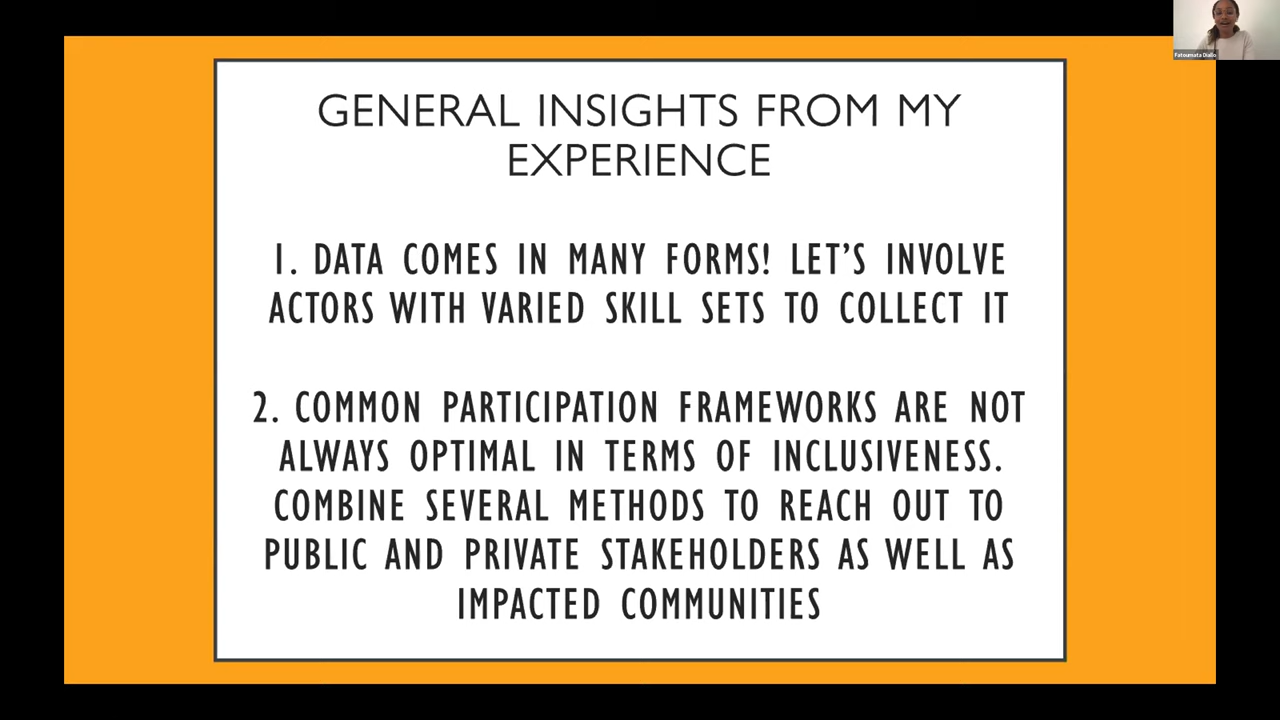 Fatoumata Diallo
GENERAL INSIGHTS FROM MY
EXPERIENCE
1. DATA COMES IN MANY FORMS! LET'S INVOLVE
ACTORS WITH VARIED SKILL SETS TO COLLECT IT
2. COMMON PARTICIPATION FRAMEWORKS ARE NOT
ALWAYS OPTIMAL IN TERMS OF INCLUSIVENESS.
COMBINE SEVERAL METHODS TO REACH OUT TO
PUBLIC AND PRIVATE STAKEHOLDERS AS WELL AS
IMPACTED COMMUNITIES